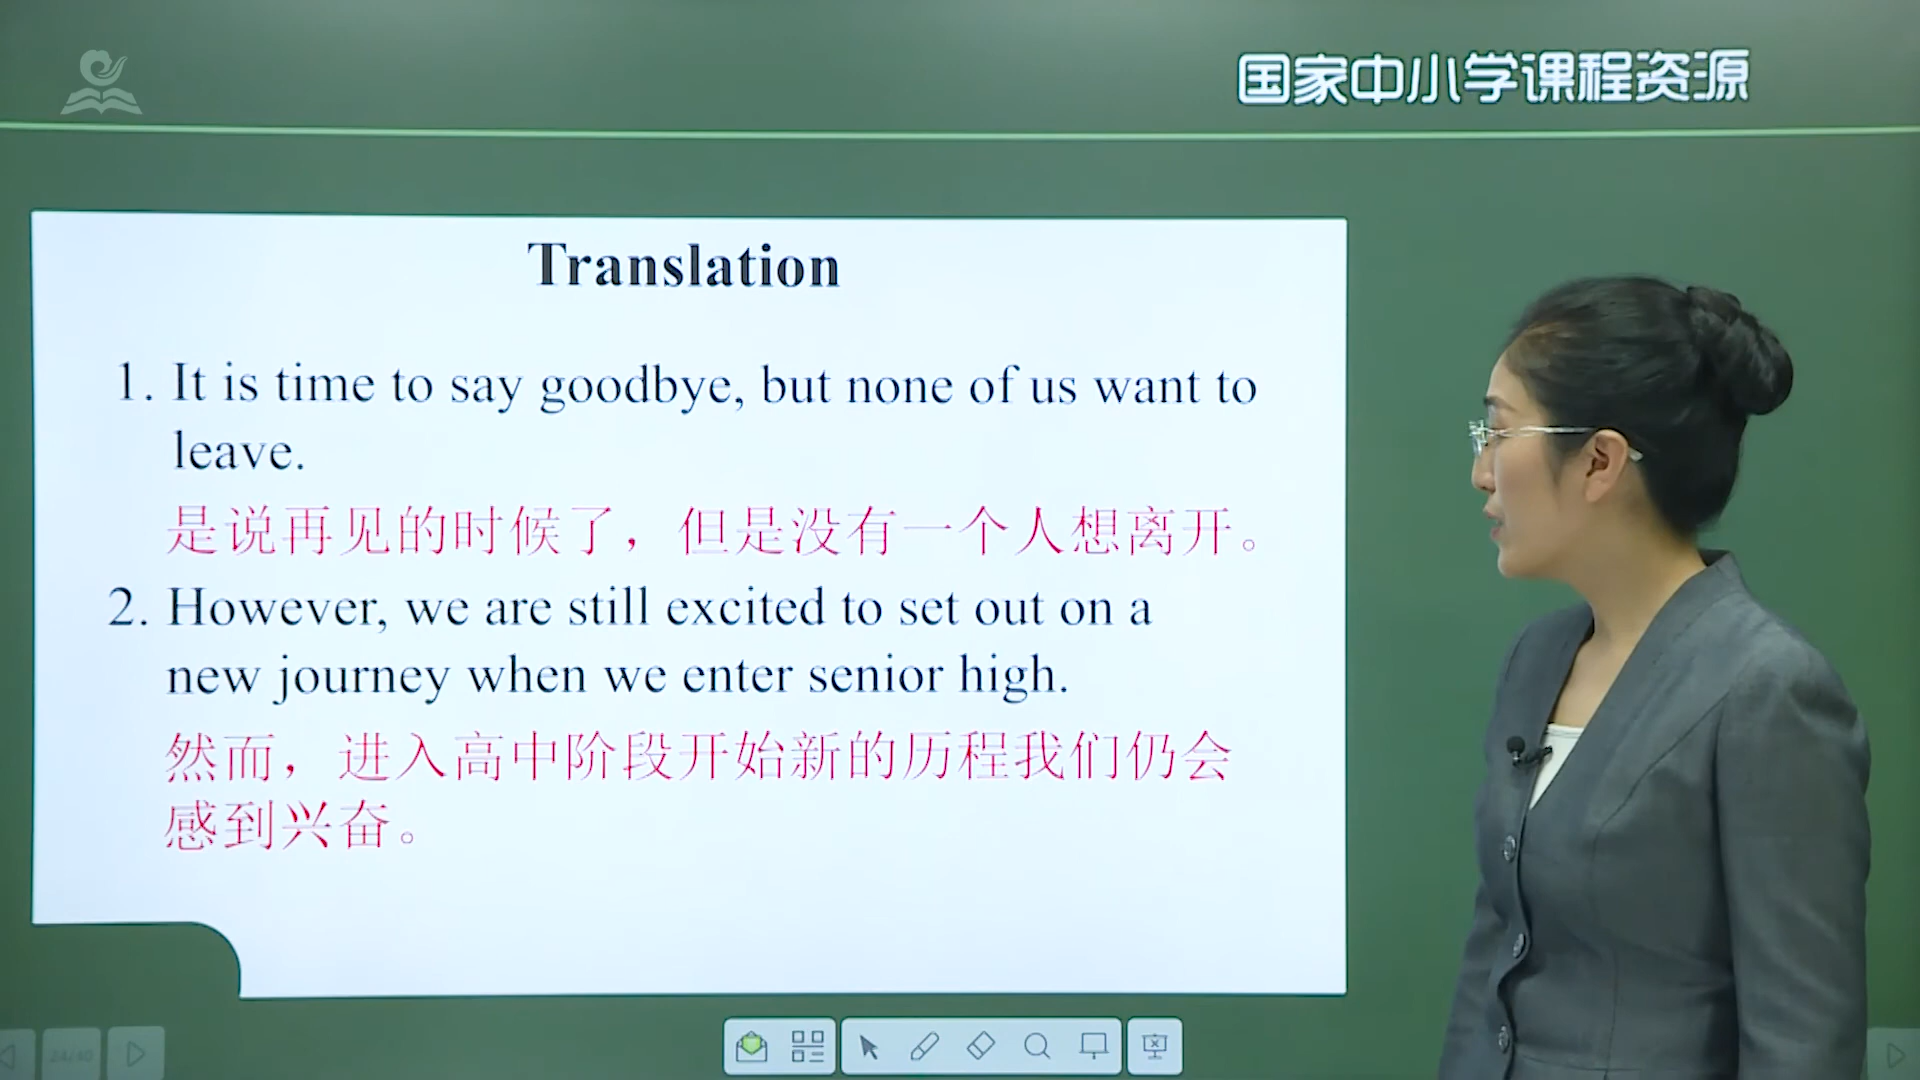 国家中小学课程资源
Translation
1. It is time to say goodbye, but none of us want to
leave.
是说再见的时候了，但是没有一个人想离开。
2. However, we are still excited to set out on a
new journey when we enter senior high.
然而，进入高中阶段开始新的历程我们仍会
感到兴奋。
24/40